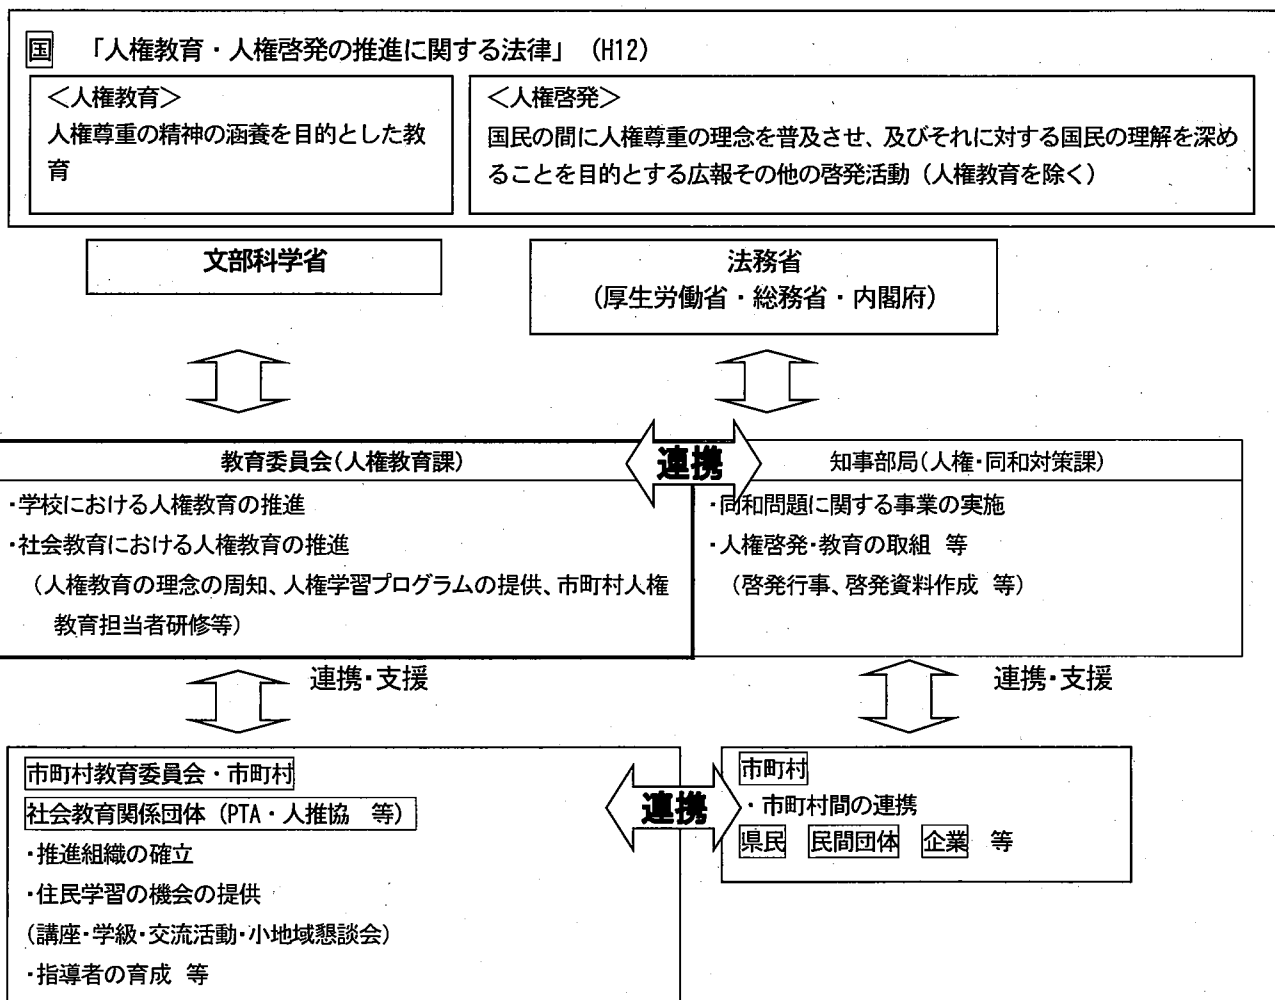 国 「人権教育・人権啓発の推進に関する法律」（H12）
＜人権教育＞
人権尊重の精神の涵養を目的とした教
育
＜人権啓発＞
国民の間に人権尊重の理念を普及させ、及びそれに対する国民の理解を深め
ることを目的とする広報その他の啓発活動（人権教育を除く）
文部科学省
法務省
（厚生労働省・総務省・内閣府）
教育委員会（人権教育課）
連携
知事部局（人権・同和対策課）
・学校における人権教育の推進
・社会教育における人権教育の推進
（人権教育の理念の周知、人権学習プログラムの提供、市町村人権
教育担当者研修等）
・同和問題に関する事業の実施
・人権啓発・教育の取組 等
（啓発行事、啓発資料作成 等）
連携・支援
連携・支援
市町村教育委員会・市町村
社会教育関係団体（PTA・人推協 等）
・推進組織の確立
・住民学習の機会の提供
（講座・学級・交流活動・小地域懇談会）
・指導者の育成 等
連携
市町村
・市町村間の連携
県民 民間団体 企業 等